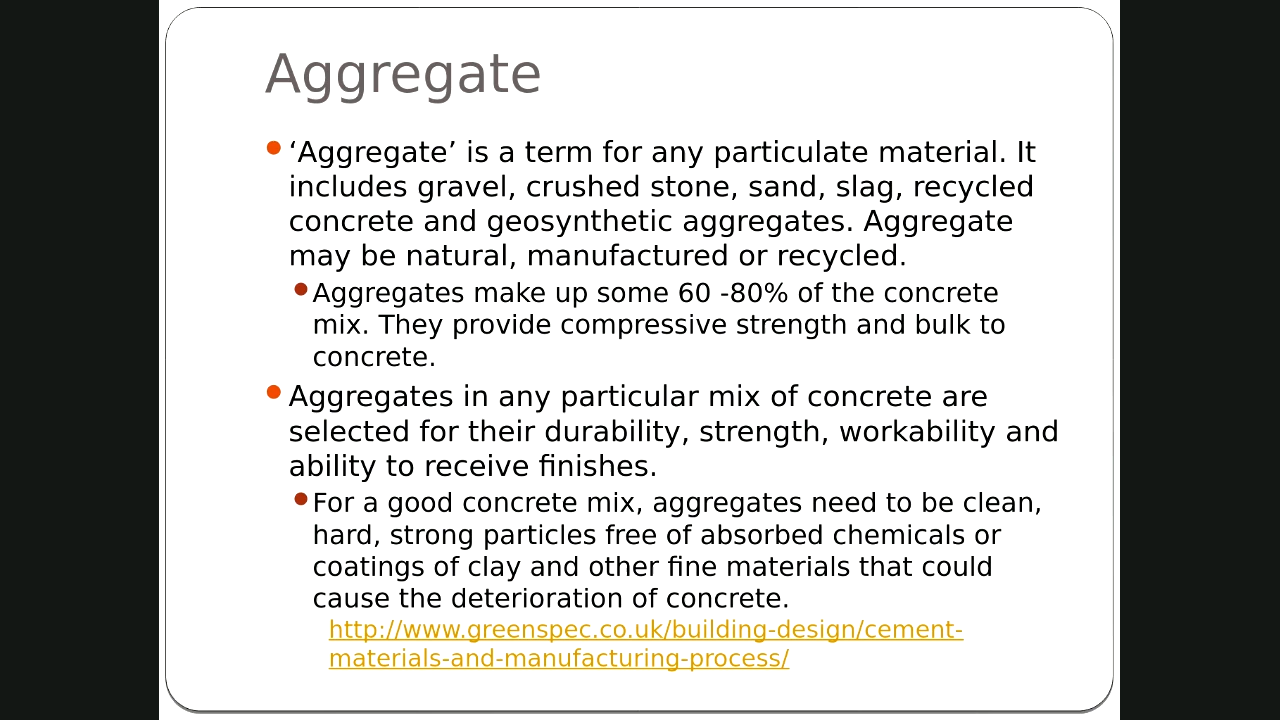 Aggregate
‘Aggregate’ is a term for any particulate material. It
includes gravel, crushed stone, sand, slag, recycled
concrete and geosynthetic aggregates. Aggregate
may be natural, manufactured or recycled.
Aggregates make up some 60 -80% of the concrete
mix. They provide compressive strength and bulk to
concrete.
Aggregates in any particular mix of concrete are
selected for their durability, strength, workability and
ability to receive finishes.
For a good concrete mix, aggregates need to be clean,
hard, strong particles free of absorbed chemicals or
coatings of clay and other fine materials that could
cause the deterioration of concrete.
http://www.greenspec.co.uk/building-design/cement-
materials-and-manufacturing-process/